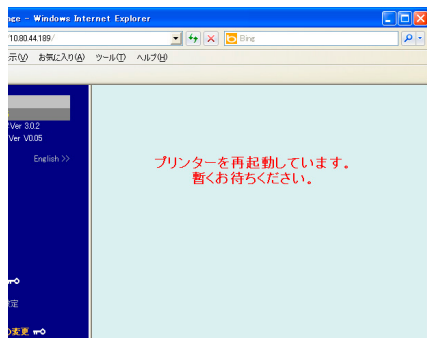 nge - Windows Internet Explorer
10.80.44.189/
Bing
示(V) お気に入り(A) ツール(T) ヘルプ(H)
Ver 3.0.2
Ver V0.05
English >>
プリンターを再起動しています。
暫くお待ちください。
定
の変更